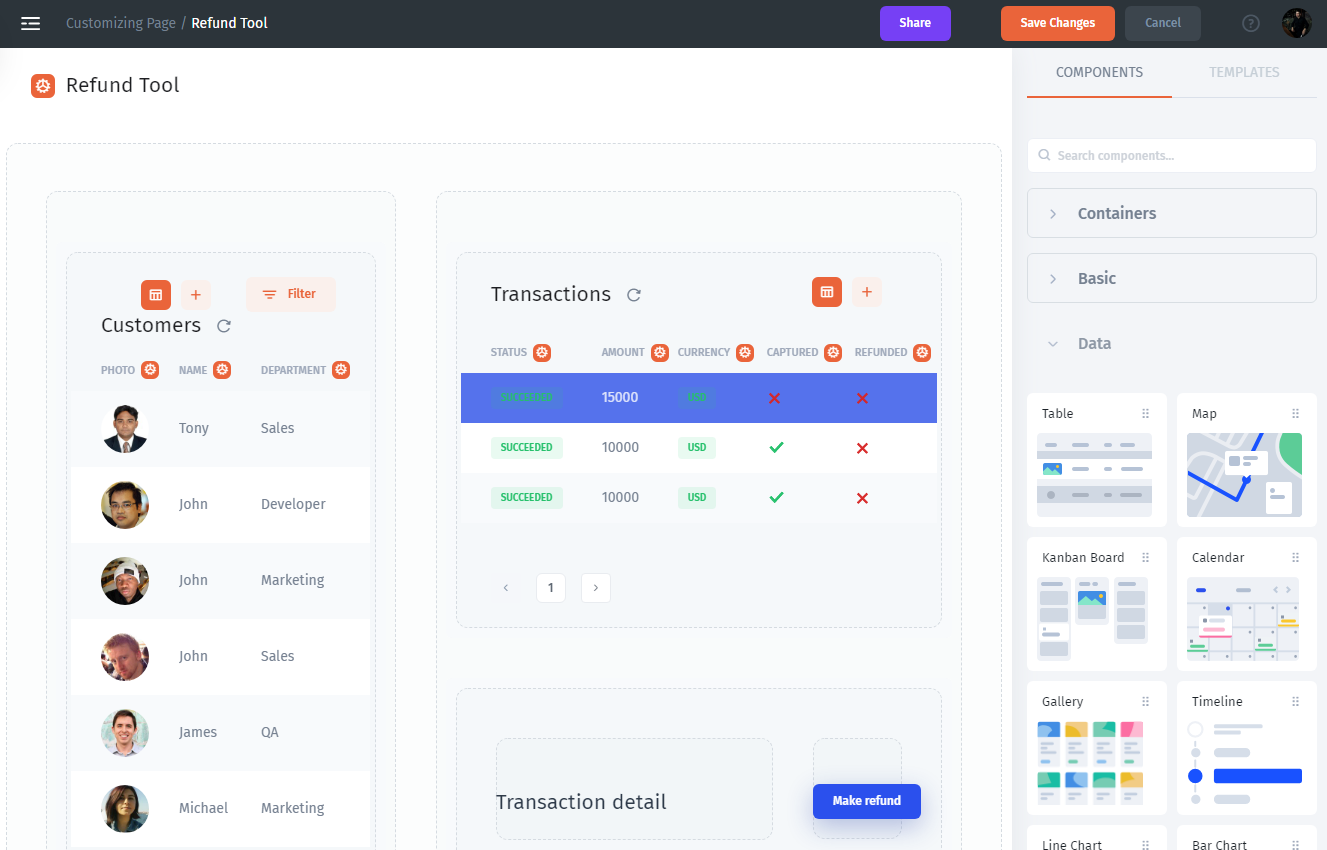 Customizing Page / Refund Tool
Share
Save Changes
Cancel
?
Refund Tool
Filter
Customers
PHOTO NAME DEPARTMENT
Tony Sales
John Developer
John Marketing
John Sales
James QA
Michael Marketing
Transactions
STATUS AMOUNT CURRENCY CAPTURED REFUNDED
SUCCEEDED 15000 USD
SUCCEEDED 10000 USD
SUCCEEDED 10000 USD
1
Transaction detail
Make refund
COMPONENTS TEMPLATES
Search components...
Containers
Basic
Data
Table Map
Kanban Board Calendar
Gallery Timeline
Line Chart Bar Chart